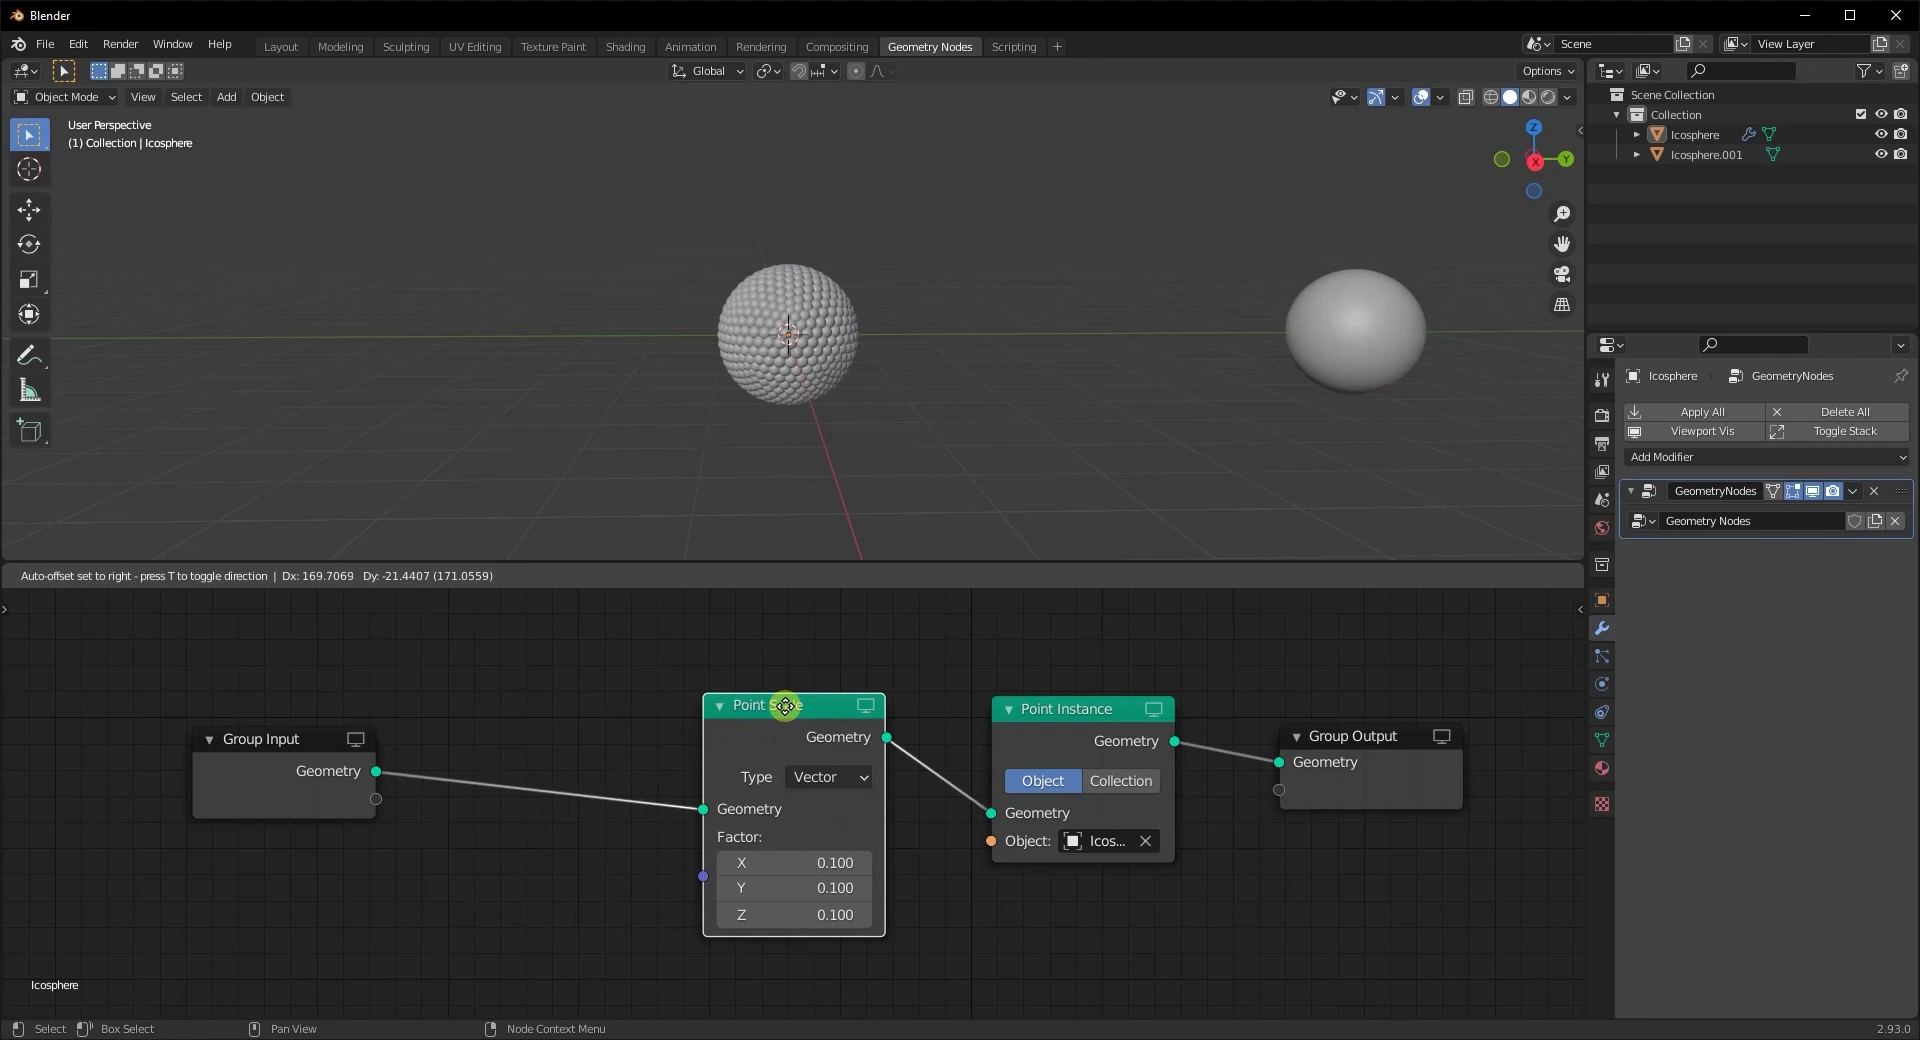 Blender
File Edit Render Window Help
Layout Modeling Sculpting UV Editing Texture Paint Shading Animation Rendering Compositing Geometry Nodes Scripting +
Scene
View Layer
Global
Options
Object Mode View Select Add Object
User Perspective
(1) Collection | Icosphere
Z
Y
X
Scene Collection
Collection
Icosphere
Icosphere.001
Icosphere GeometryNodes
Apply All Delete All
Viewport Vis Toggle Stack
Add Modifier
GeometryNodes
Geometry Nodes
Auto-offset set to right - press T to toggle direction | Dx: 169.7069 Dy: -21.4407 (171.0559)
Group Input
Geometry
Point
Geometry
Type Vector
Geometry
Factor:
X 0.100
Y 0.100
Z 0.100
Point Instance
Geometry
Object Collection
Geometry
Object: Icos...
Group Output
Geometry
Icosphere
Select Box Select Pan View Node Context Menu
2.93.0